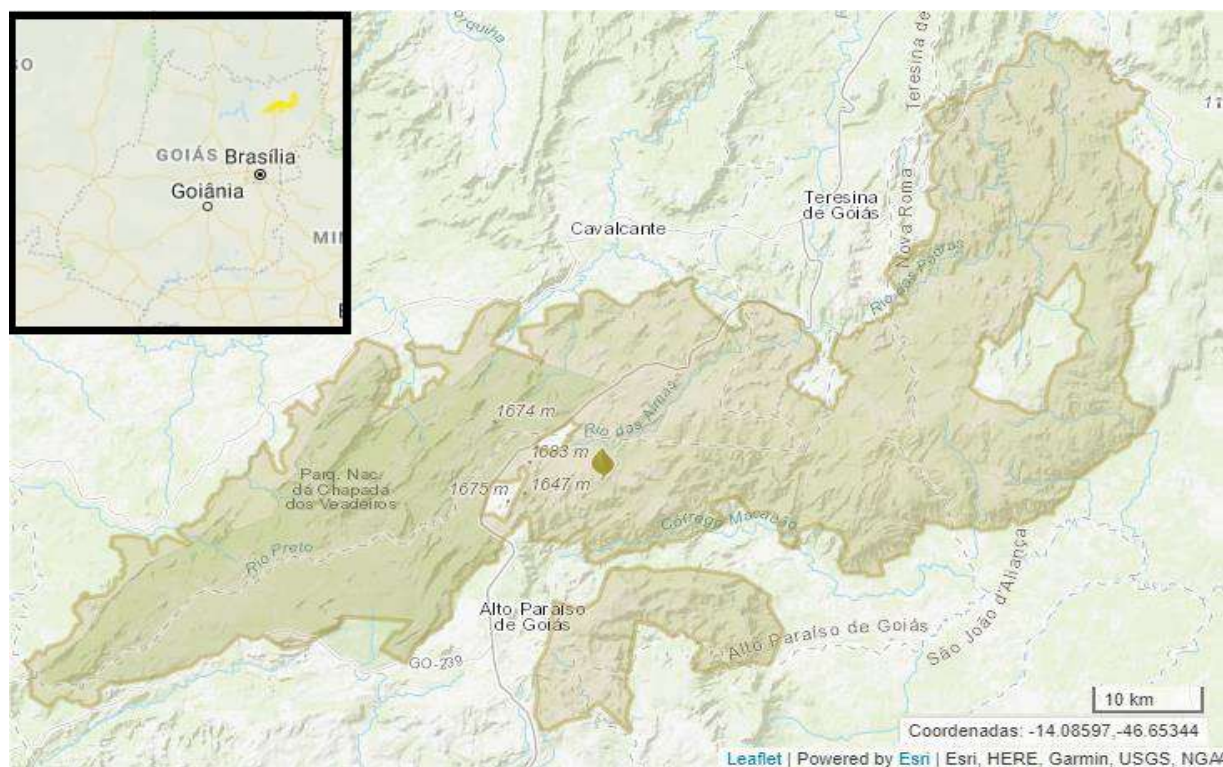 GOIÁS
Brasília
Goiânia
MI
Teresina de
Teresina
de Goiás
Nova Roma
Cavalcante
Rio das Pedras
1674 m
Rio das Almas
1683 m
Parq. Nac.
da Chapada
dos Veadeiros
1675 m
1647 m
Rio Preto
Córrego Macacão
Alto Paraíso
de Goiás
Alto Paraíso de Goiás
São João d'Aliança
GO-239
10 km
Coordenadas: -14.08597,-46.65344
Leaflet | Powered by Esri | Esri, HERE, Garmin, USGS, NGA